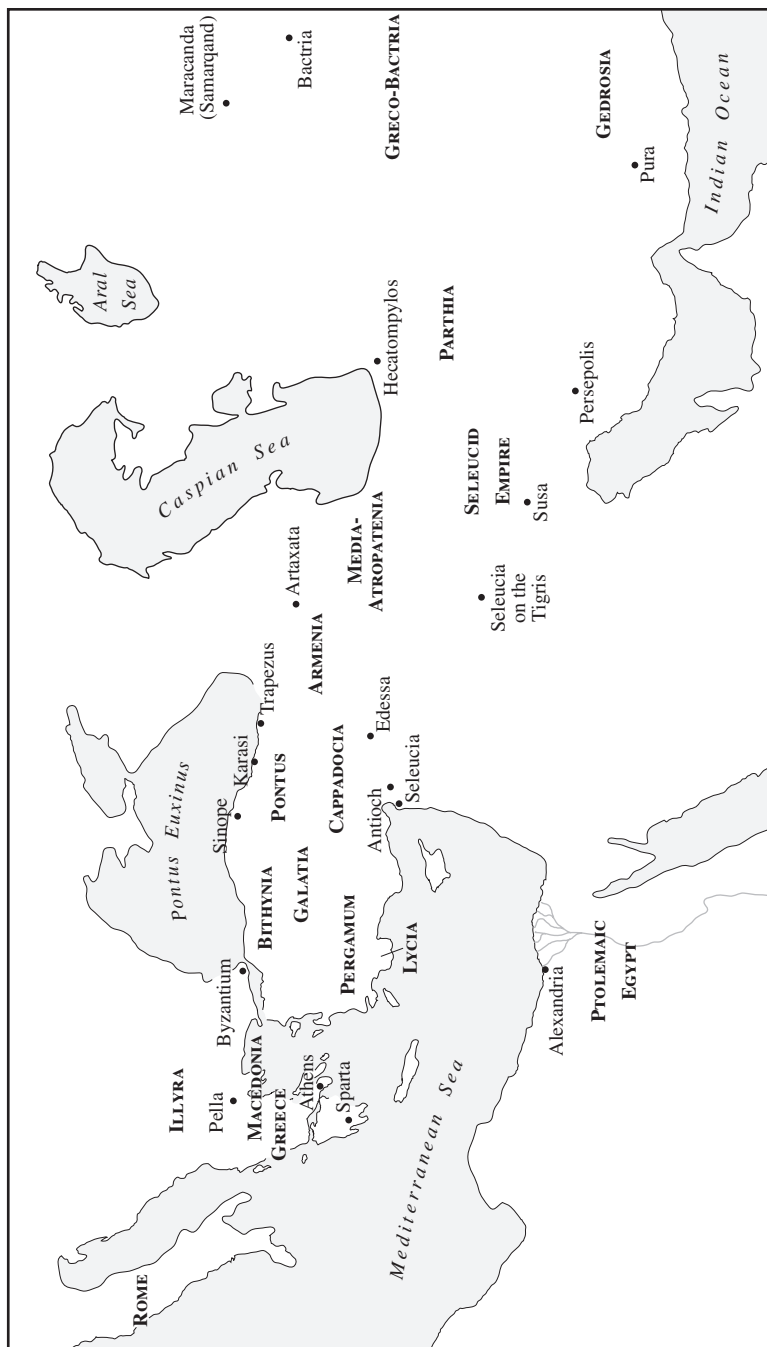 ROME
ILLYRA
Pella
MACEDONIA
GREECE
Athens
Sparta
Mediterranean Sea
Byzantium
Pontus Euxinus
BITHYNIA
GALATIA
PERGAMUM
LYCIA
Alexandria
PTOLEMAIC
EGYPT
Sinope
Karasi
Trapezus
PONTUS
CAPPADOCIA
Antioch
Seleucia
Edessa
ARMENIA
Artaxata
MEDIA-
ATROPATENIA
Caspian Sea
Seleucia
on the
Tigris
SELEUCID
EMPIRE
Susa
Persepolis
Hecatompylos
PARTHIA
Aral
Sea
Maracanda
(Samarqand)
Bactria
GRECO-BACTRIA
GEDROSIA
Pura
Indian Ocean